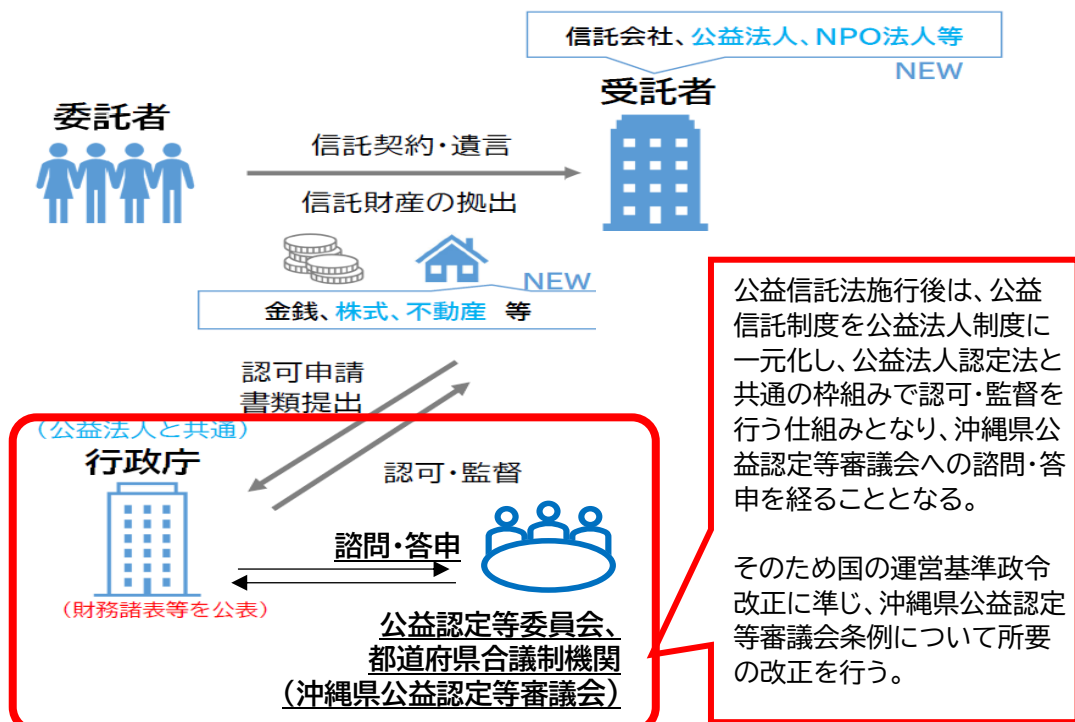 信託会社、公益法人、NPO法人等
NEW
受託者
委託者
信託契約・遺言
信託財産の拠出
NEW
金銭、株式、不動産 等
認可申請
書類提出
(公益法人と共通)
行政庁
認可・監督
諮問・答申
(財務諸表等を公表)
公益認定等委員会、
都道府県合議制機関
(沖縄県公益認定等審議会)
公益信託法施行後は、公益
信託制度を公益法人制度に
一元化し、公益法人認定法と
共通の枠組みで認可・監督を
行う仕組みとなり、沖縄県公
益認定等審議会への諮問・答
申を経ることとなる。
そのため国の運営基準政令
改正に準じ、沖縄県公益認定
等審議会条例について所要
の改正を行う。